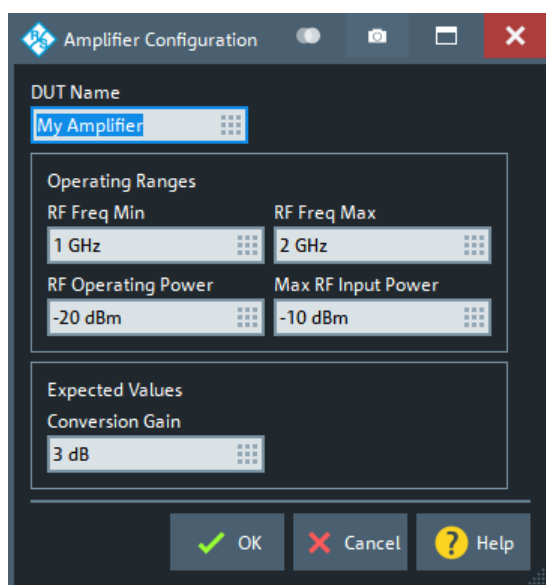 Amplifier Configuration
DUT Name
My Amplifier
Operating Ranges
RF Freq Min RF Freq Max
1 GHz 2 GHz
RF Operating Power Max RF Input Power
-20 dBm -10 dBm
Expected Values
Conversion Gain
3 dB
OK Cancel ? Help